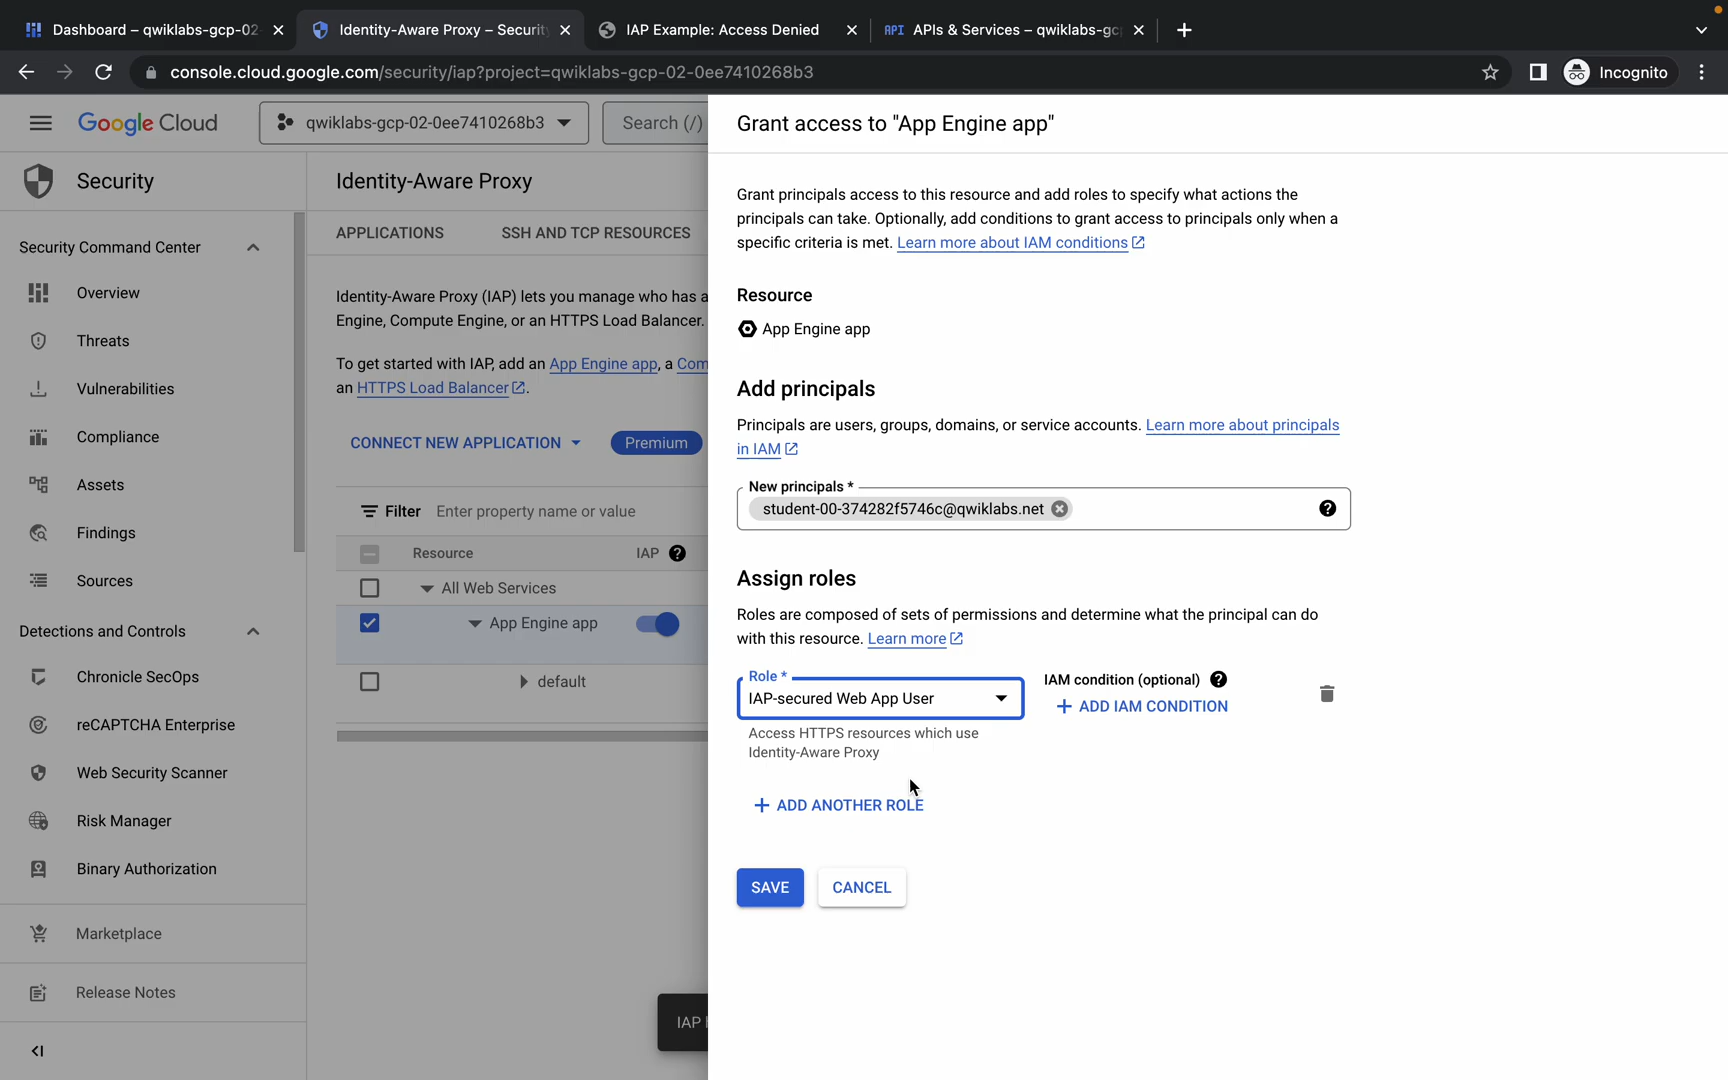 Dashboard – qwiklabs-gcp-02
Identity-Aware Proxy – Securit
IAP Example: Access Denied
API APIs & Services – qwiklabs-gc
console.cloud.google.com/security/iap?project=qwiklabs-gcp-02-0ee7410268b3
Incognito
Google Cloud
qwiklabs-gcp-02-0ee7410268b3
Search (/)
Grant access to "App Engine app"
Security
Identity-Aware Proxy
APPLICATIONS
SSH AND TCP RESOURCES
Security Command Center
Overview
Threats
Vulnerabilities
Compliance
Assets
Findings
Sources
Detections and Controls
Chronicle SecOps
reCAPTCHA Enterprise
Web Security Scanner
Risk Manager
Binary Authorization
Marketplace
Release Notes
Identity-Aware Proxy (IAP) lets you manage who has a
Engine, Compute Engine, or an HTTPS Load Balancer.
To get started with IAP, add an App Engine app, a Com
an HTTPS Load Balancer.
CONNECT NEW APPLICATION
Premium
Filter Enter property name or value
Resource
IAP
All Web Services
App Engine app
default
IAP
Grant principals access to this resource and add roles to specify what actions the
principals can take. Optionally, add conditions to grant access to principals only when a
specific criteria is met. Learn more about IAM conditions
Resource
App Engine app
Add principals
Principals are users, groups, domains, or service accounts. Learn more about principals
in IAM
New principals *
student-00-374282f5746c@qwiklabs.net
Assign roles
Roles are composed of sets of permissions and determine what the principal can do
with this resource. Learn more
Role *
IAP-secured Web App User
Access HTTPS resources which use
Identity-Aware Proxy
IAM condition (optional)
+ ADD IAM CONDITION
+ ADD ANOTHER ROLE
SAVE
CANCEL